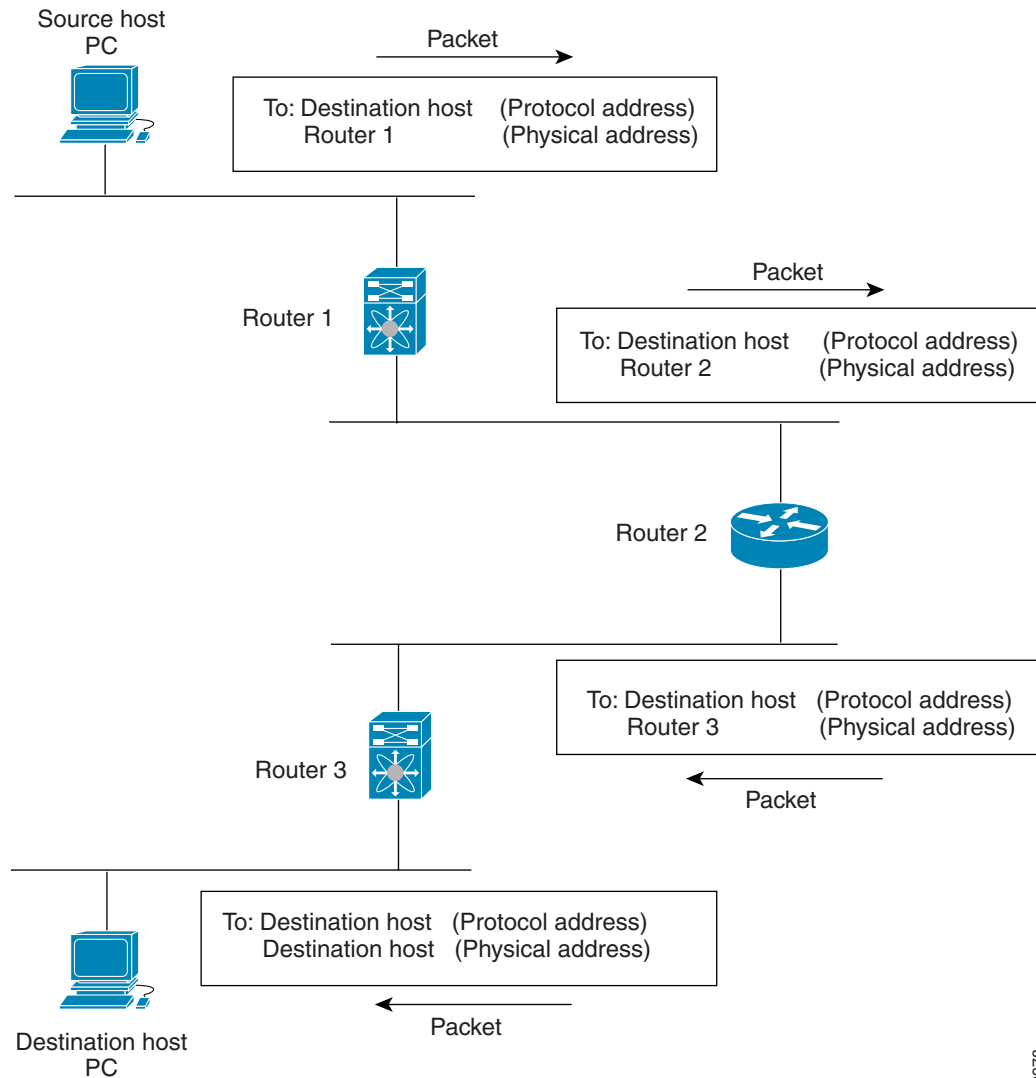 Source host
PC
Packet
To: Destination host (Protocol address)
Router 1 (Physical address)
Router 1
Packet
To: Destination host (Protocol address)
Router 2 (Physical address)
Router 2
To: Destination host (Protocol address)
Router 3 (Physical address)
Router 3
Packet
To: Destination host (Protocol address)
Destination host (Physical address)
Packet
Destination host
PC